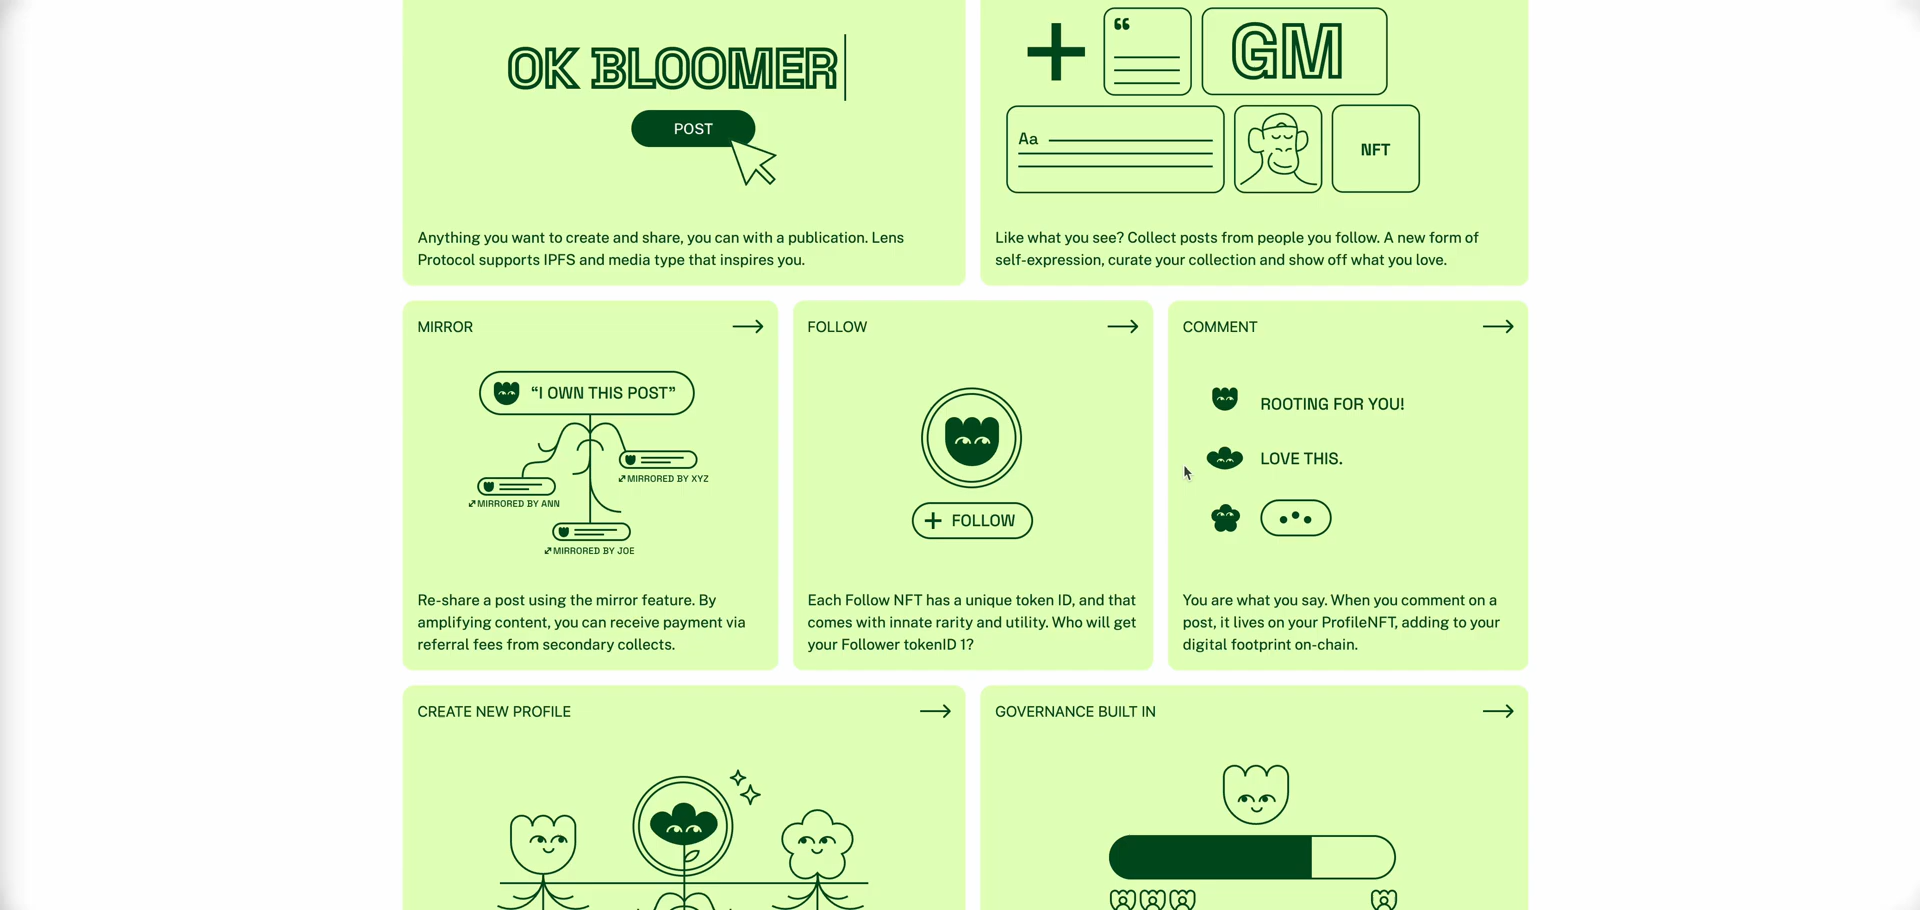 OK BLOOMER
POST
Anything you want to create and share, you can with a publication. Lens
Protocol supports IPFS and media type that inspires you.
“
GM
Aa
NFT
Like what you see? Collect posts from people you follow. A new form of
self-expression, curate your collection and show off what you love.
MIRROR
“I OWN THIS POST”
MIRRORED BY XYZ
MIRRORED BY ANN
MIRRORED BY JOE
Re-share a post using the mirror feature. By
amplifying content, you can receive payment via
referral fees from secondary collects.
FOLLOW
+ FOLLOW
Each Follow NFT has a unique token ID, and that
comes with innate rarity and utility. Who will get
your Follower tokenID 1?
COMMENT
ROOTING FOR YOU!
LOVE THIS.
You are what you say. When you comment on a
post, it lives on your ProfileNFT, adding to your
digital footprint on-chain.
CREATE NEW PROFILE
GOVERNANCE BUILT IN